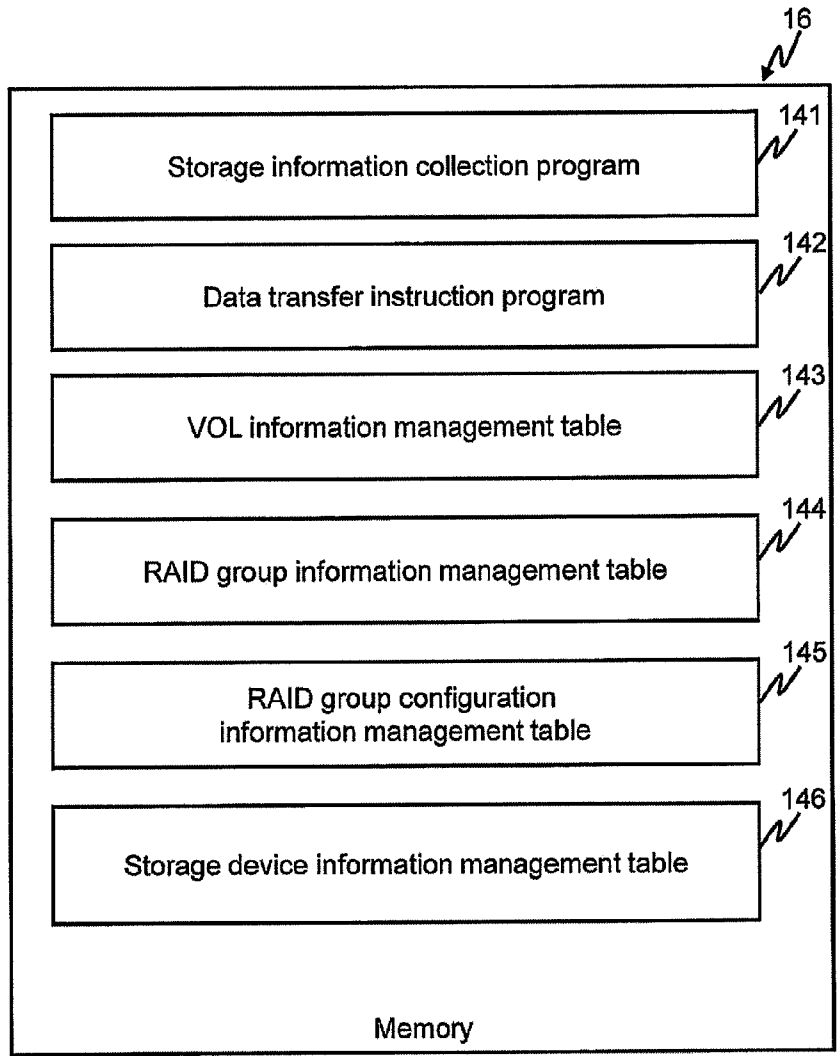 16
141
Storage information collection program
142
Data transfer instruction program
143
VOL information management table
144
RAID group information management table
145
RAID group configuration
information management table
146
Storage device information management table
Memory